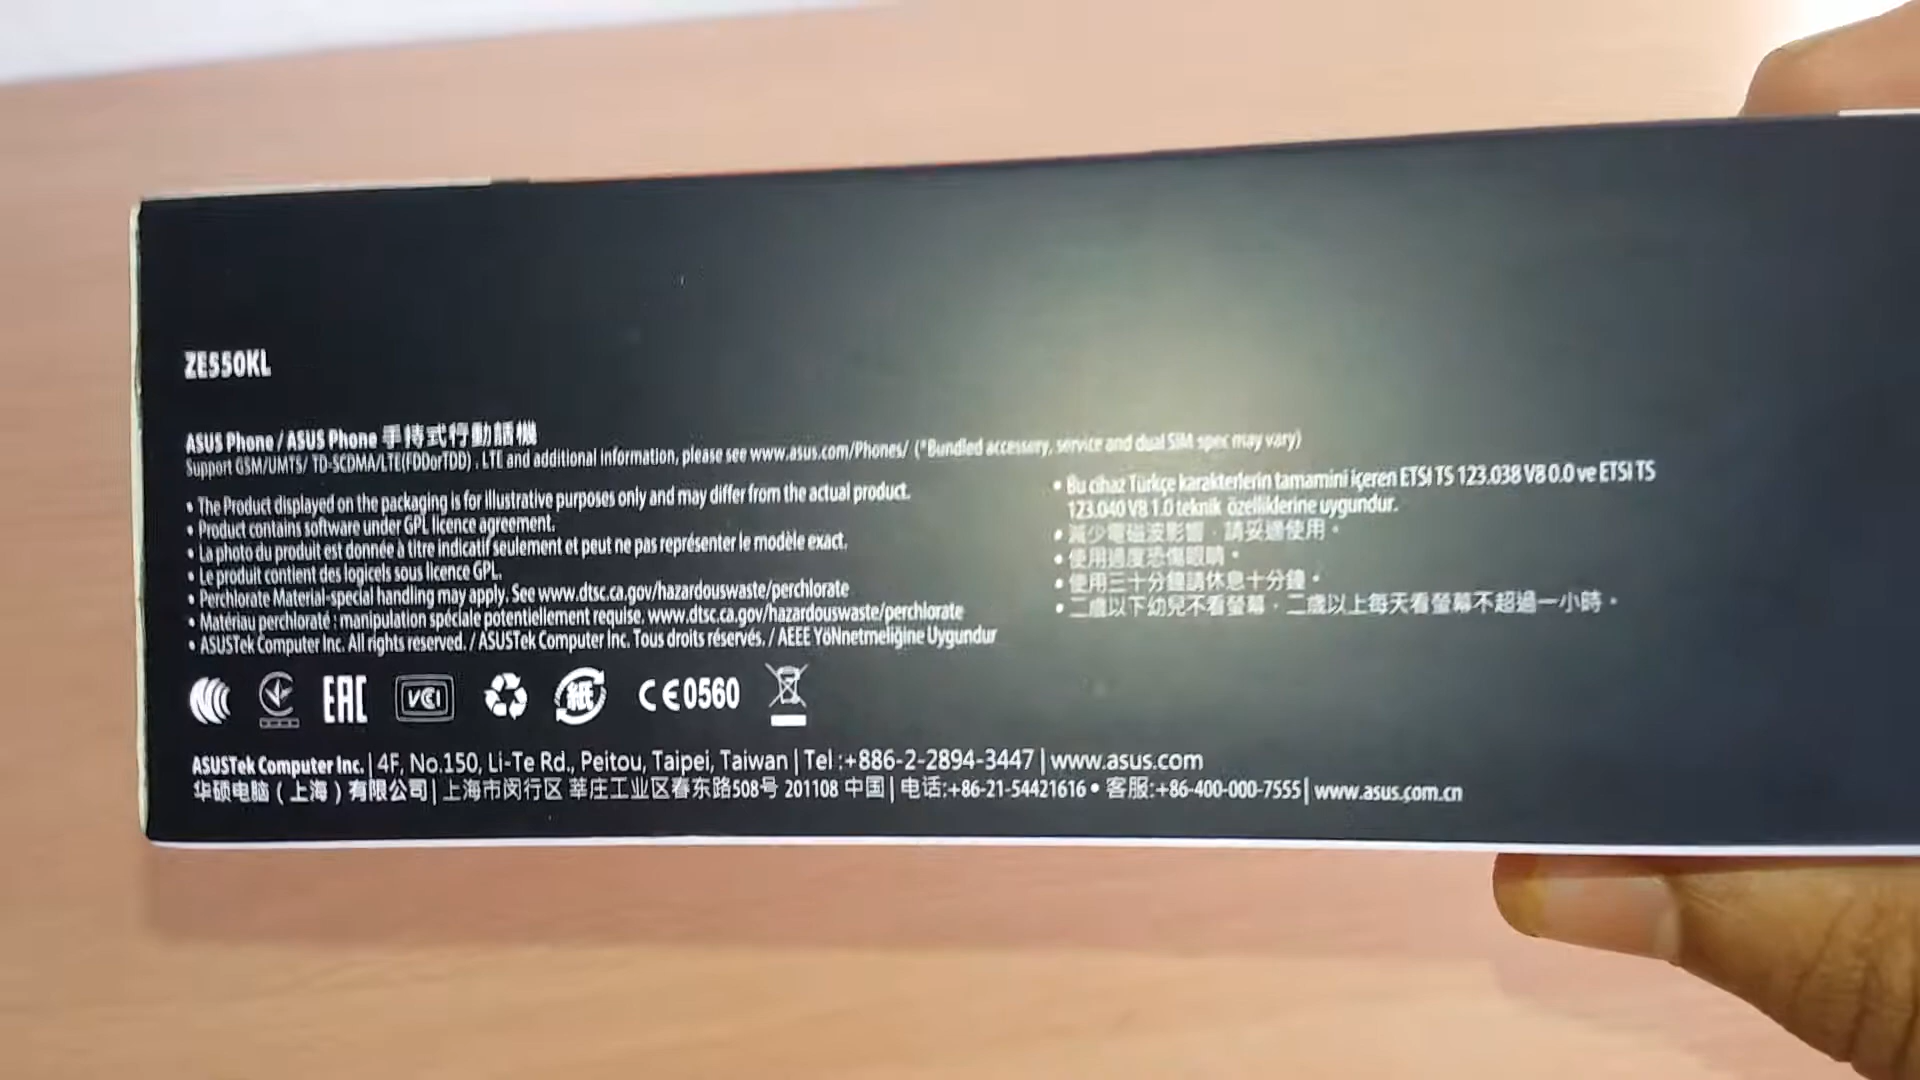 ZE550KL
ASUS Phone / ASUS Phone 手持式行動話機
Support GSM/UMTS/ TD-SCDMA/LTE(FDDorTDD) . LTE and additional information, please see www.asus.com/Phones/ (*Bundled accessory, service and dual SIM spec may vary)
• The Product displayed on the packaging is for illustrative purposes only and may differ from the actual product.
• Product contains software under GPL licence agreement.
• La photo du produit est donnée à titre indicatif seulement et peut ne pas représenter le modèle exact.
• Le produit contient des logicels sous licence GPL.
• Perchlorate Material-special handling may apply. See www.dtsc.ca.gov/hazardouswaste/perchlorate
• Matériau perchloraté : manipulation spéciale potentiellement requise. www.dtsc.ca.gov/hazardouswaste/perchlorate
• ASUSTek Computer Inc. All rights reserved. / ASUSTek Computer Inc. Tous droits réservés. / AEEE YöNnetmeliğine Uygundur
• Bu cihaz Türkçe karakterlerin tamamini içeren ETSI TS 123.038 V8 0.0 ve ETSI TS
123.040 V8 1.0 teknik özelliklerine uygundur.
• 減少電磁波影響，請妥適使用。
• 使用過度恐傷眼睛。
• 使用三十分鐘請休息十分鐘。
• 二歲以下幼兒不看螢幕，二歲以上每天看螢幕不超過一小時。
EAC VCCI 紙 CE0560
ASUSTek Computer Inc. | 4F, No.150, Li-Te Rd., Peitou, Taipei, Taiwan | Tel :+886-2-2894-3447 | www.asus.com
华硕电脑（上海）有限公司 | 上海市闵行区 莘庄工业区春东路508号 201108 中国 | 电话:+86-21-54421616 • 客服:+86-400-000-7555 | www.asus.com.cn